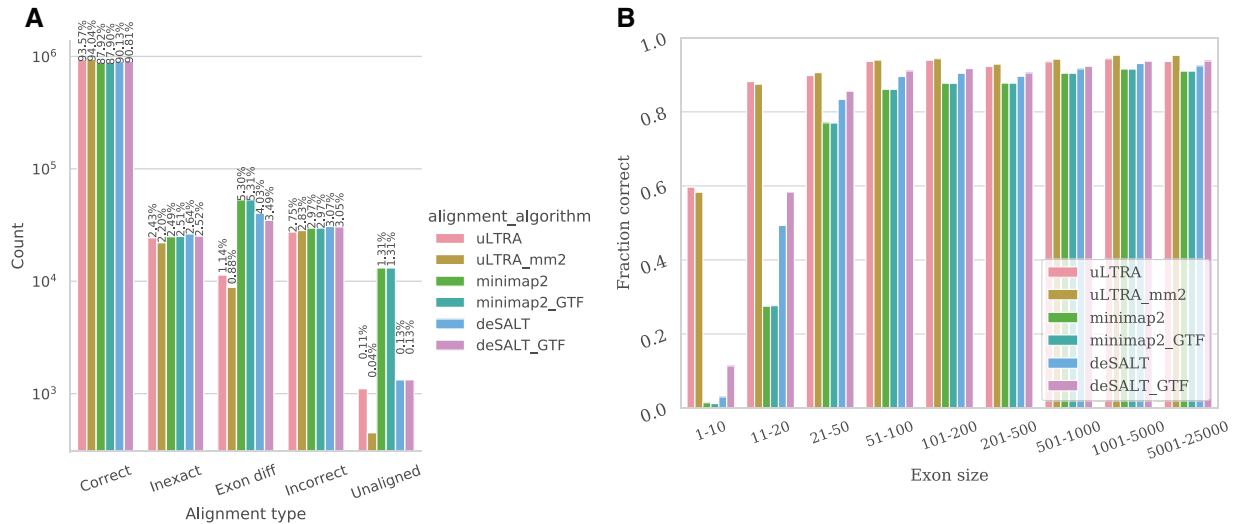 A
93.57%
94.04%
87.92%
87.90%
90.13%
90.81%
2.43%
2.20%
2.49%
2.51%
2.64%
2.52%
1.14%
0.88%
5.30%
5.31%
4.03%
3.49%
2.75%
2.83%
2.97%
2.97%
3.07%
3.05%
0.11%
0.04%
1.31%
1.31%
0.13%
0.13%
10^6
10^5
10^4
10^3
Count
Correct
Inexact
Exon diff
Incorrect
Unaligned
Alignment type
alignment_algorithm
uLTRA
uLTRA_mm2
minimap2
minimap2_GTF
deSALT
deSALT_GTF
B
1.0
0.8
0.6
0.4
0.2
0.0
Fraction correct
1-10
11-20
21-50
51-100
101-200
201-500
501-1000
1001-5000
5001-25000
Exon size
uLTRA
uLTRA_mm2
minimap2
minimap2_GTF
deSALT
deSALT_GTF